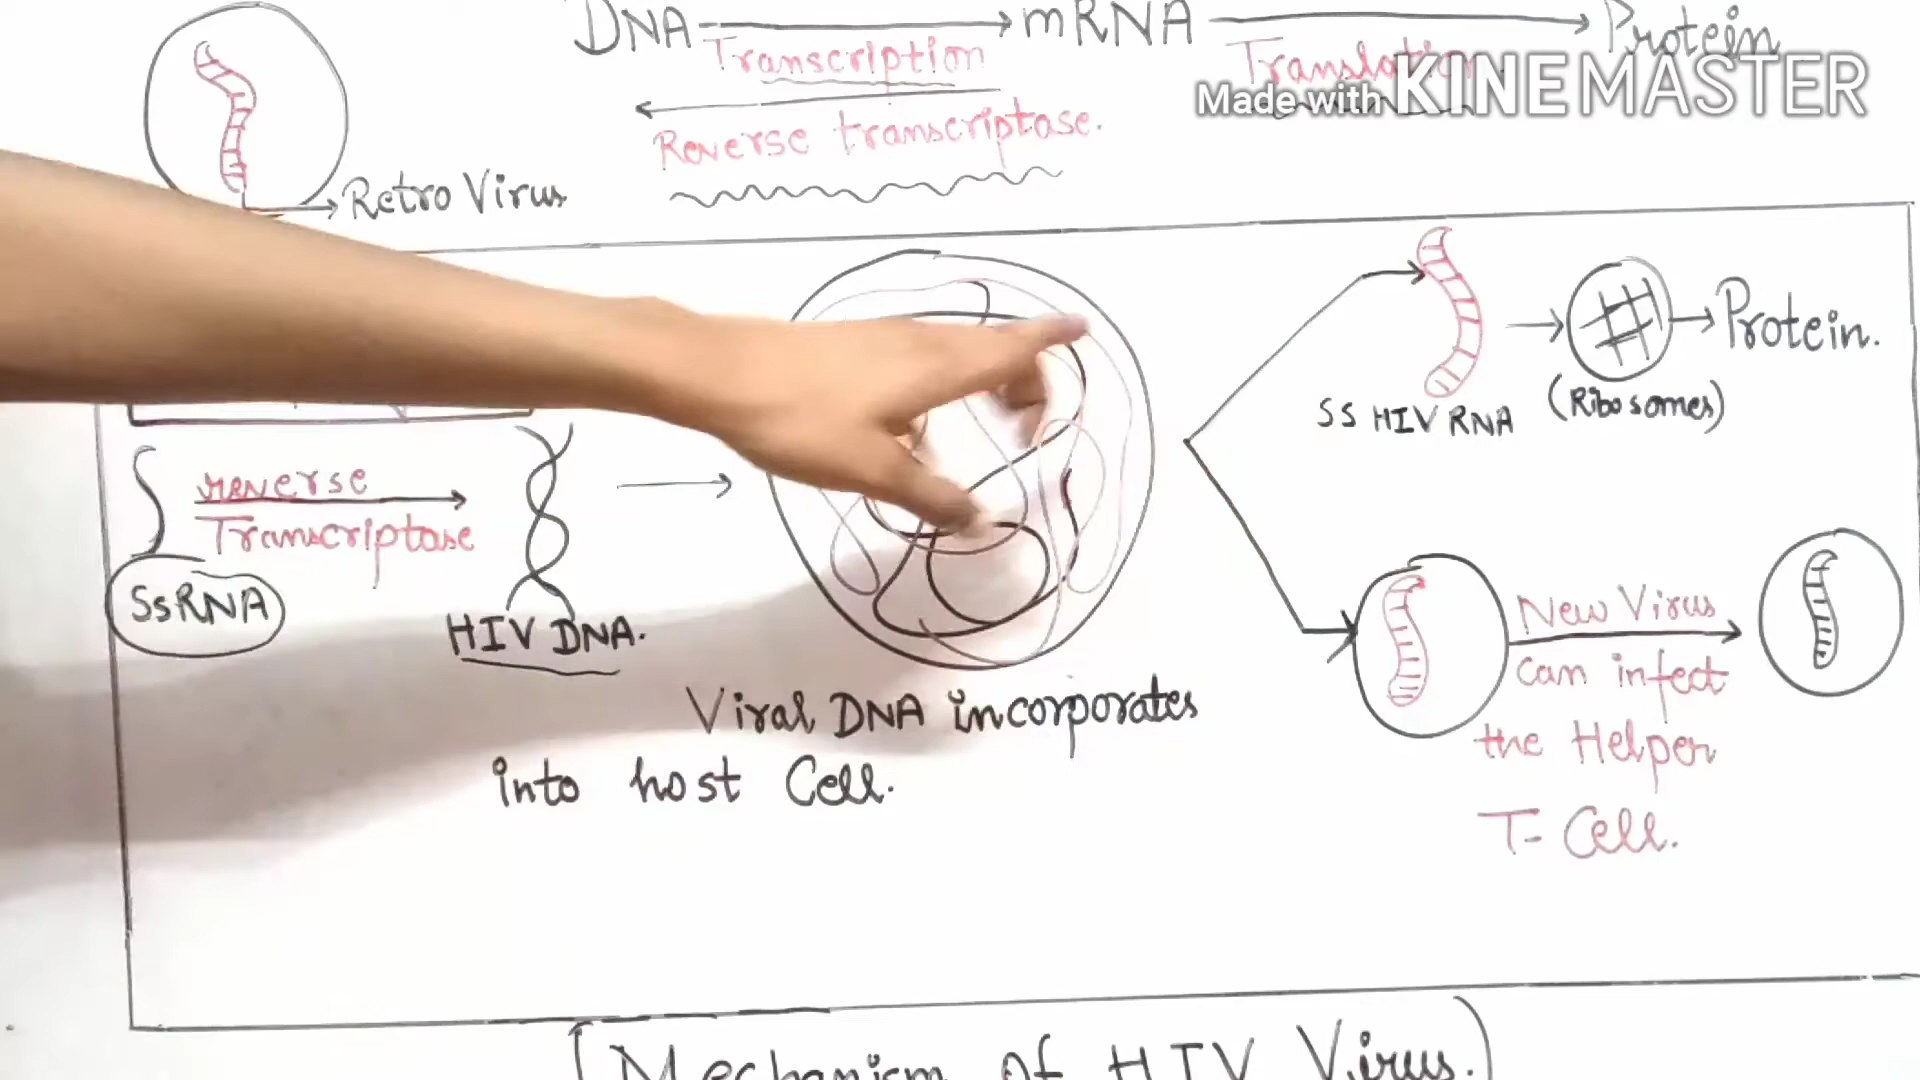 DNA → mRNA → Protein
Transcription
Translation
Made with KINEMASTER
Reverse transcriptase.
Retro Virus
SS HIV RNA
(Ribosomes)
Protein.
reverse
Transcriptase
SsRNA
HIV DNA.
Viral DNA incorporates
into host Cell.
New Virus
can infect
the Helper
T- Cell.
[Mechanism of HIV Virus.)